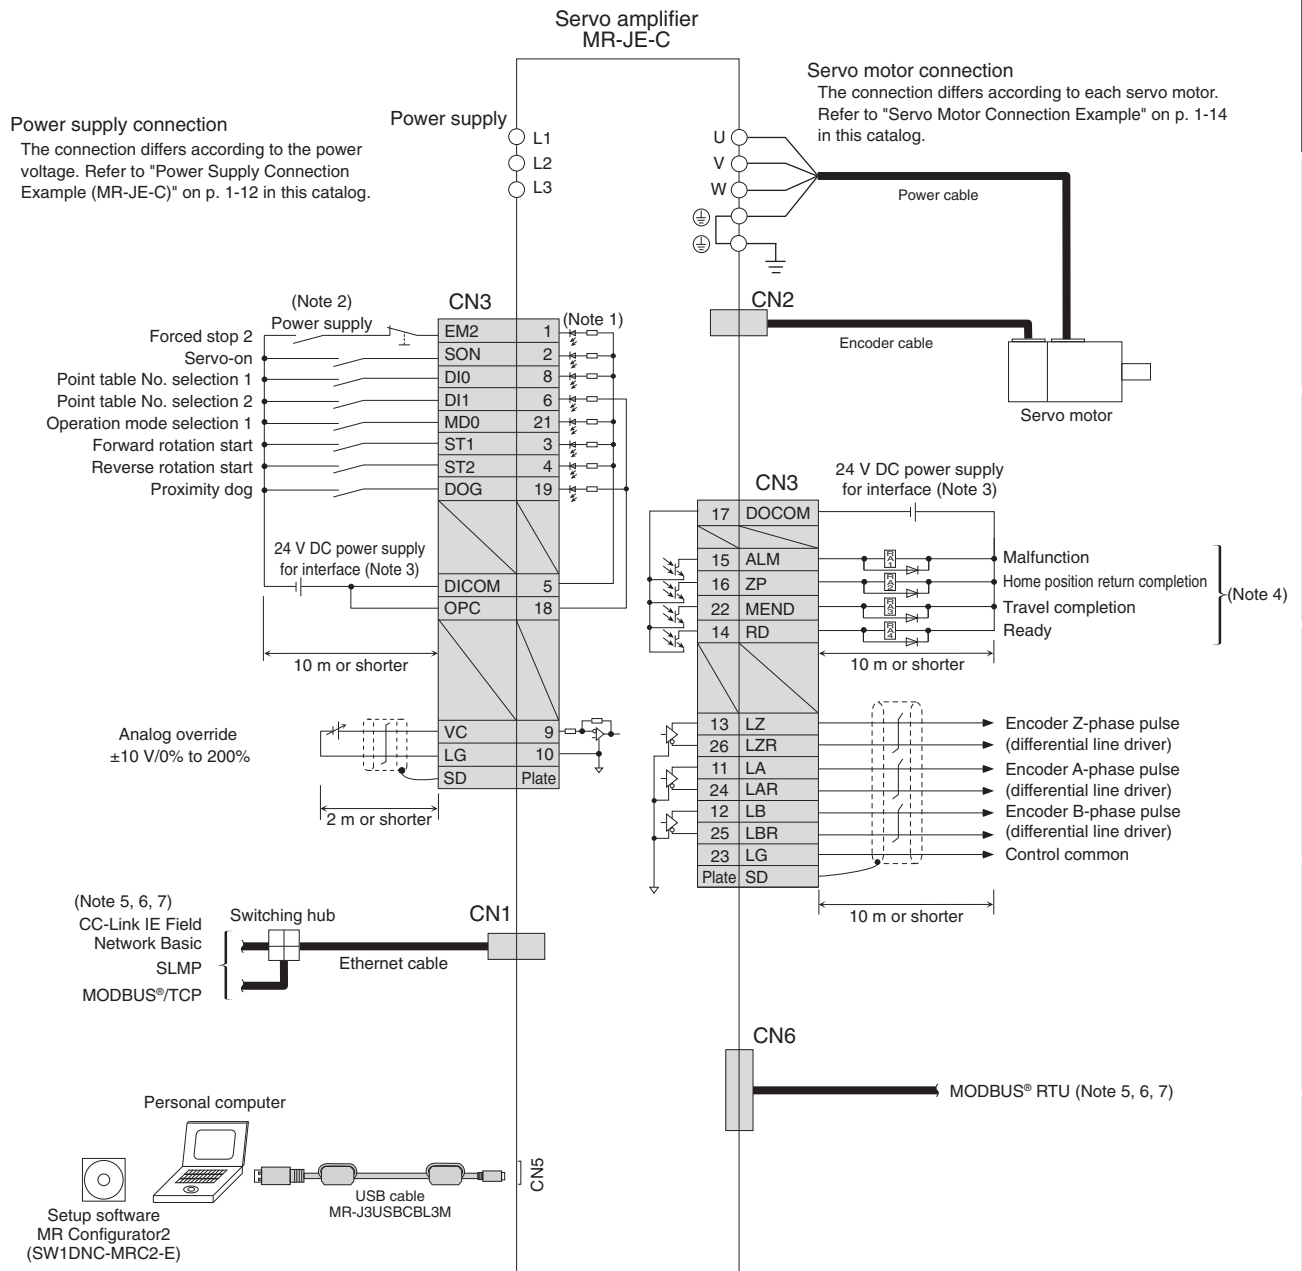 Servo amplifier
MR-JE-C
Power supply connection
The connection differs according to the power
voltage. Refer to "Power Supply Connection
Example (MR-JE-C)" on p. 1-12 in this catalog.
Power supply
L1
L2
L3
Servo motor connection
The connection differs according to each servo motor.
Refer to "Servo Motor Connection Example" on p. 1-14
in this catalog.
U
V
W
Power cable
CN2
Encoder cable
Servo motor
(Note 2)
Power supply
CN3
(Note 1)
Forced stop 2
EM2 1
Servo-on
SON 2
Point table No. selection 1
DI0 8
Point table No. selection 2
DI1 6
Operation mode selection 1
MD0 21
Forward rotation start
ST1 3
Reverse rotation start
ST2 4
Proximity dog
DOG 19
24 V DC power supply
for interface (Note 3)
DICOM 5
OPC 18
10 m or shorter
Analog override
±10 V/0% to 200%
VC 9
LG 10
SD Plate
2 m or shorter
CN3
24 V DC power supply
for interface (Note 3)
17 DOCOM
15 ALM
RA1
Malfunction
16 ZP
RA2
Home position return completion
22 MEND
RA3
Travel completion
14 RD
RA4
Ready
(Note 4)
10 m or shorter
13 LZ
Encoder Z-phase pulse
26 LZR
(differential line driver)
11 LA
Encoder A-phase pulse
24 LAR
(differential line driver)
12 LB
Encoder B-phase pulse
25 LBR
(differential line driver)
23 LG
Control common
Plate SD
10 m or shorter
(Note 5, 6, 7)
CC-Link IE Field
Network Basic
SLMP
MODBUS®/TCP
Switching hub
Ethernet cable
CN1
CN6
MODBUS® RTU (Note 5, 6, 7)
Personal computer
CN5
USB cable
MR-J3USBCBL3M
Setup software
MR Configurator2
(SW1DNC-MRC2-E)